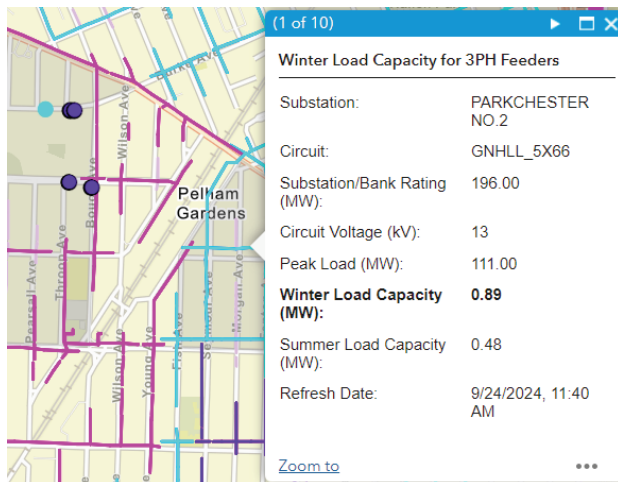 (1 of 10)
Winter Load Capacity for 3PH Feeders
Substation: PARKCHESTER
NO.2
Circuit: GNHLL_5X66
Substation/Bank Rating 196.00
(MW):
Circuit Voltage (kV): 13
Peak Load (MW): 111.00
Winter Load Capacity 0.89
(MW):
Summer Load Capacity 0.48
(MW):
Refresh Date: 9/24/2024, 11:40
AM
Zoom to
Burke Ave
Wilson Ave
Pelham
Gardens
Throop Ave
Pearsall Ave
Wilson Ave
Young Ave
Fish Ave
Seymour Ave
Morgan Ave